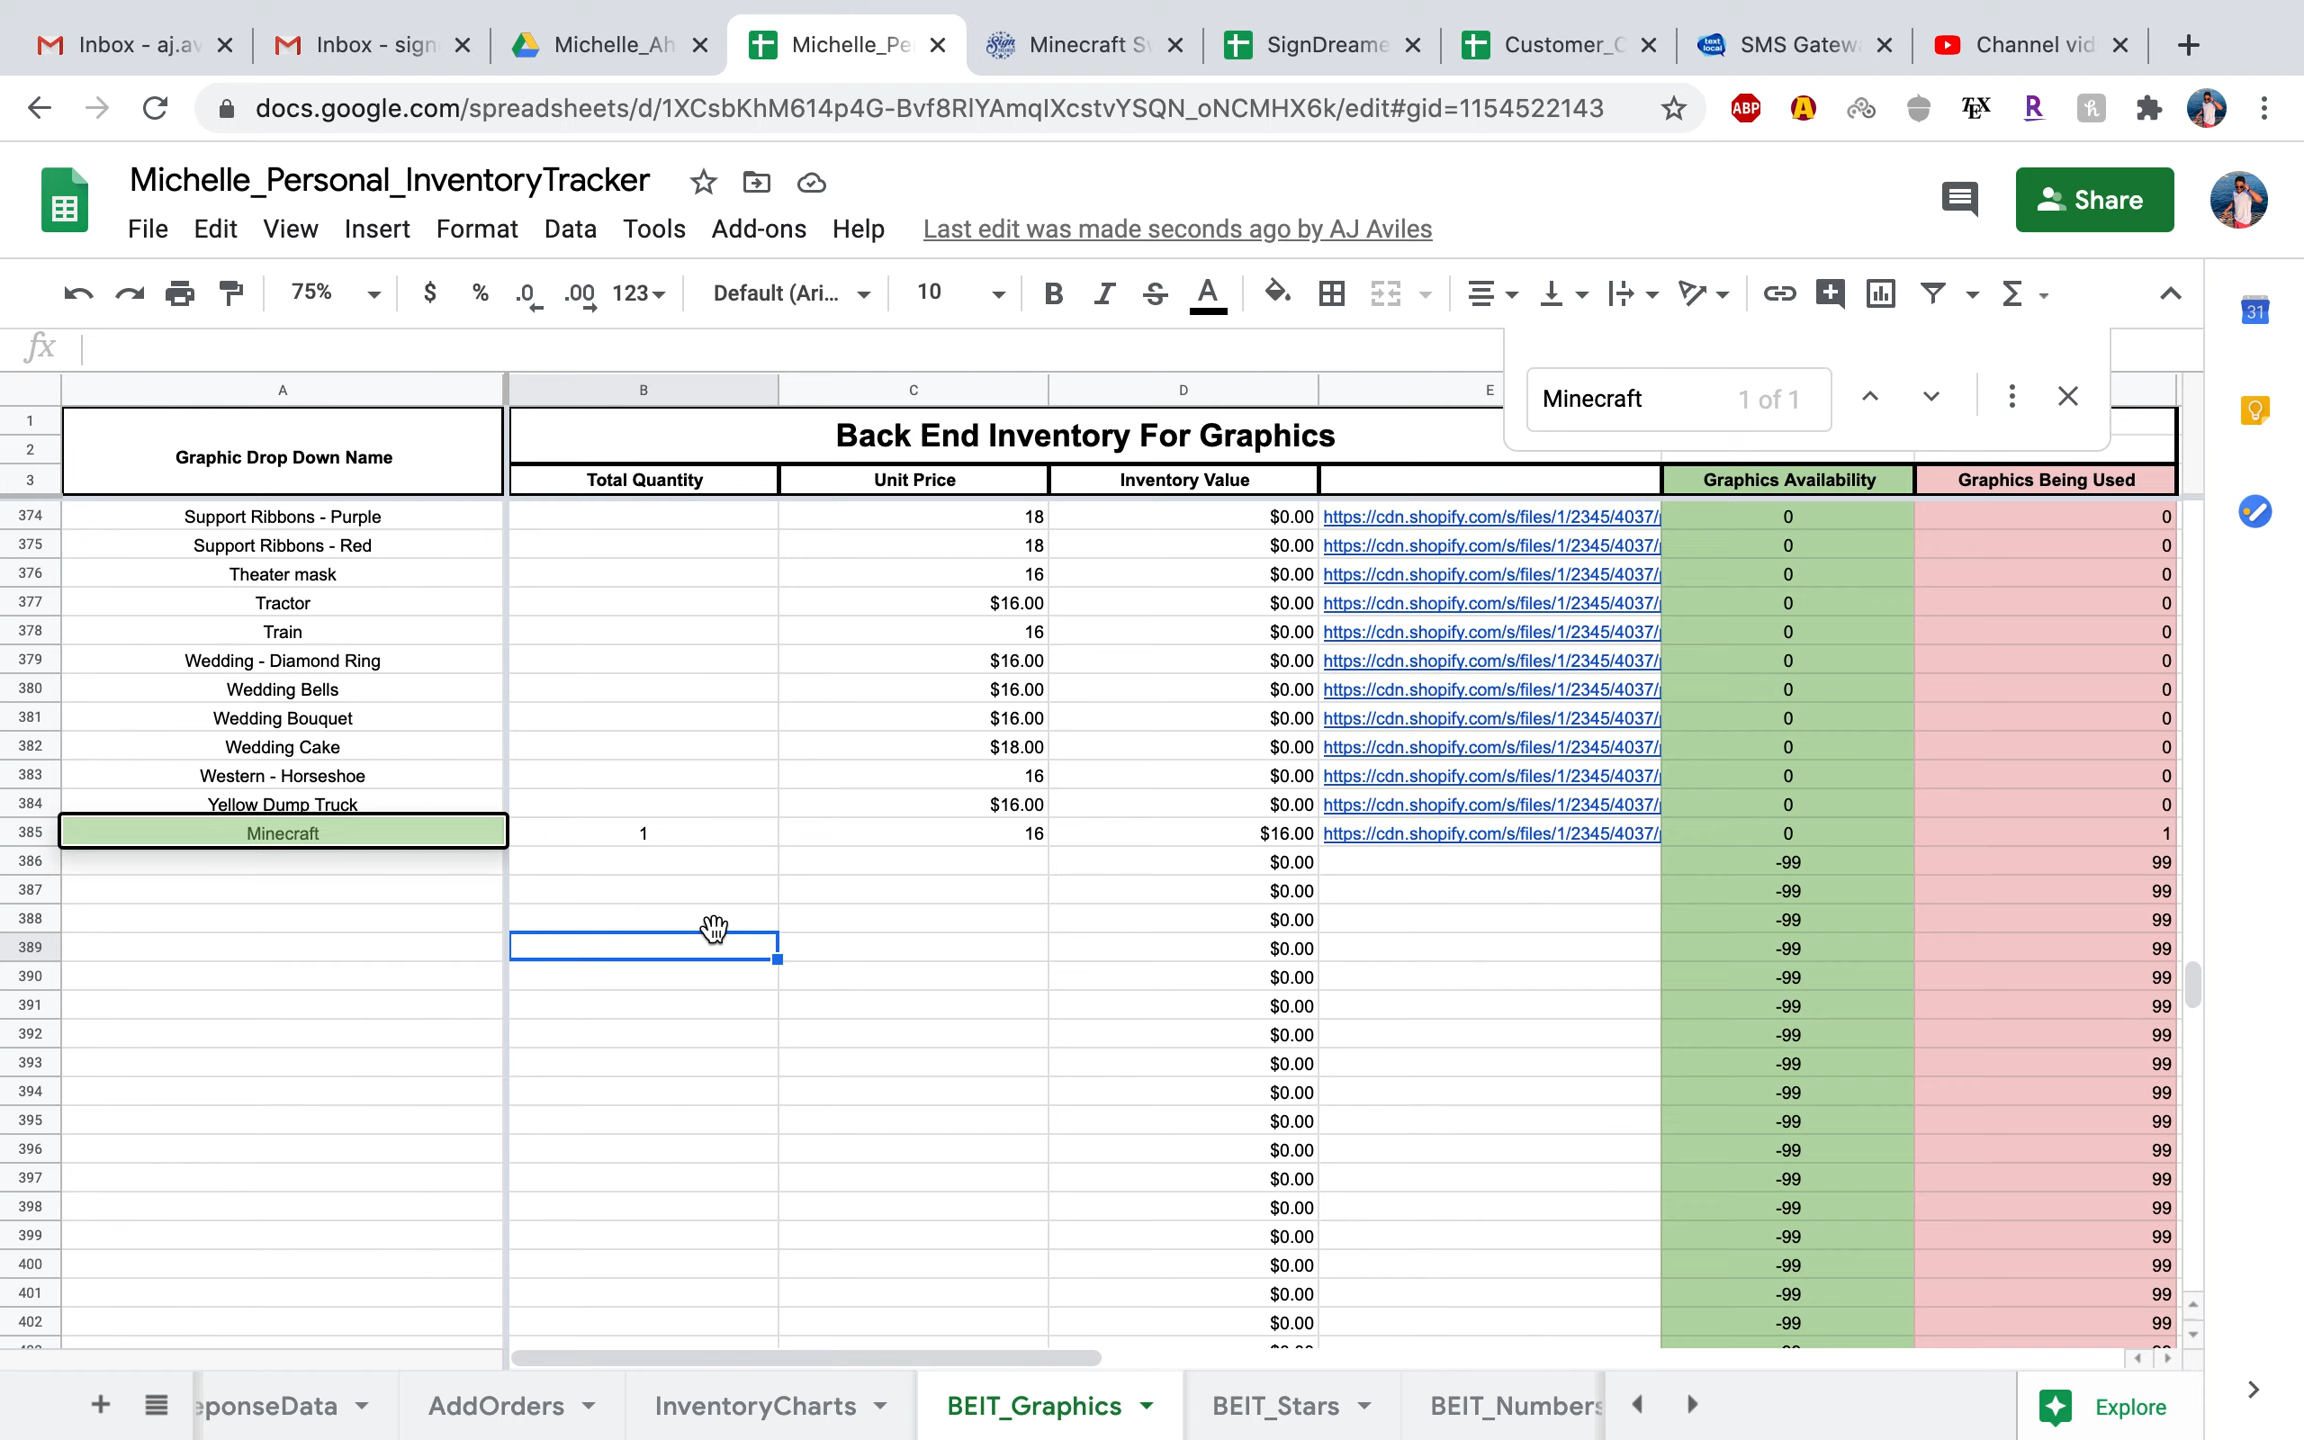 Inbox - aj.av
Inbox - sign
Michelle_Ah
Michelle_Pe
Minecraft S
SignDreame
Customer_C
SMS Gatew
Channel vid
docs.google.com/spreadsheets/d/1XCsbKhM614p4G-Bvf8RlYAmqIXcstvYSQN_oNCMHX6k/edit#gid=1154522143
ABP
Michelle_Personal_InventoryTracker
Share
File Edit View Insert Format Data Tools Add-ons Help Last edit was made seconds ago by AJ Aviles
75% $ % .0 .00 123 Default (Ari... 10 B I S A
31
fx
Minecraft 1 of 1
A B C D E
1 Graphic Drop Down Name Back End Inventory For Graphics
2
3 Total Quantity Unit Price Inventory Value Graphics Availability Graphics Being Used
374 Support Ribbons - Purple 18 $0.00 https://cdn.shopify.com/s/files/1/2345/4037/ 0 0
375 Support Ribbons - Red 18 $0.00 https://cdn.shopify.com/s/files/1/2345/4037/ 0 0
376 Theater mask 16 $0.00 https://cdn.shopify.com/s/files/1/2345/4037/ 0 0
377 Tractor $16.00 $0.00 https://cdn.shopify.com/s/files/1/2345/4037/ 0 0
378 Train 16 $0.00 https://cdn.shopify.com/s/files/1/2345/4037/ 0 0
379 Wedding - Diamond Ring $16.00 $0.00 https://cdn.shopify.com/s/files/1/2345/4037/ 0 0
380 Wedding Bells $16.00 $0.00 https://cdn.shopify.com/s/files/1/2345/4037/ 0 0
381 Wedding Bouquet $16.00 $0.00 https://cdn.shopify.com/s/files/1/2345/4037/ 0 0
382 Wedding Cake $18.00 $0.00 https://cdn.shopify.com/s/files/1/2345/4037/ 0 0
383 Western - Horseshoe 16 $0.00 https://cdn.shopify.com/s/files/1/2345/4037/ 0 0
384 Yellow Dump Truck $16.00 $0.00 https://cdn.shopify.com/s/files/1/2345/4037/ 0 0
385 Minecraft 1 16 $16.00 https://cdn.shopify.com/s/files/1/2345/4037/ 0 1
386 $0.00 -99 99
387 $0.00 -99 99
388 $0.00 -99 99
389 $0.00 -99 99
390 $0.00 -99 99
391 $0.00 -99 99
392 $0.00 -99 99
393 $0.00 -99 99
394 $0.00 -99 99
395 $0.00 -99 99
396 $0.00 -99 99
397 $0.00 -99 99
398 $0.00 -99 99
399 $0.00 -99 99
400 $0.00 -99 99
401 $0.00 -99 99
402 $0.00 -99 99
eponseData AddOrders InventoryCharts BEIT_Graphics BEIT_Stars BEIT_Numbers Explore